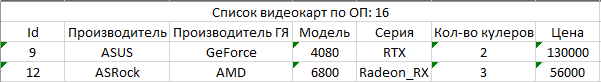 Список видеокарт по ОП: 16
Id Производитель Производитель ГЯ Модель Серия Кол-во кулеров Цена
9 ASUS GeForce 4080 RTX 2 130000
12 ASRock AMD 6800 Radeon_RX 3 56000